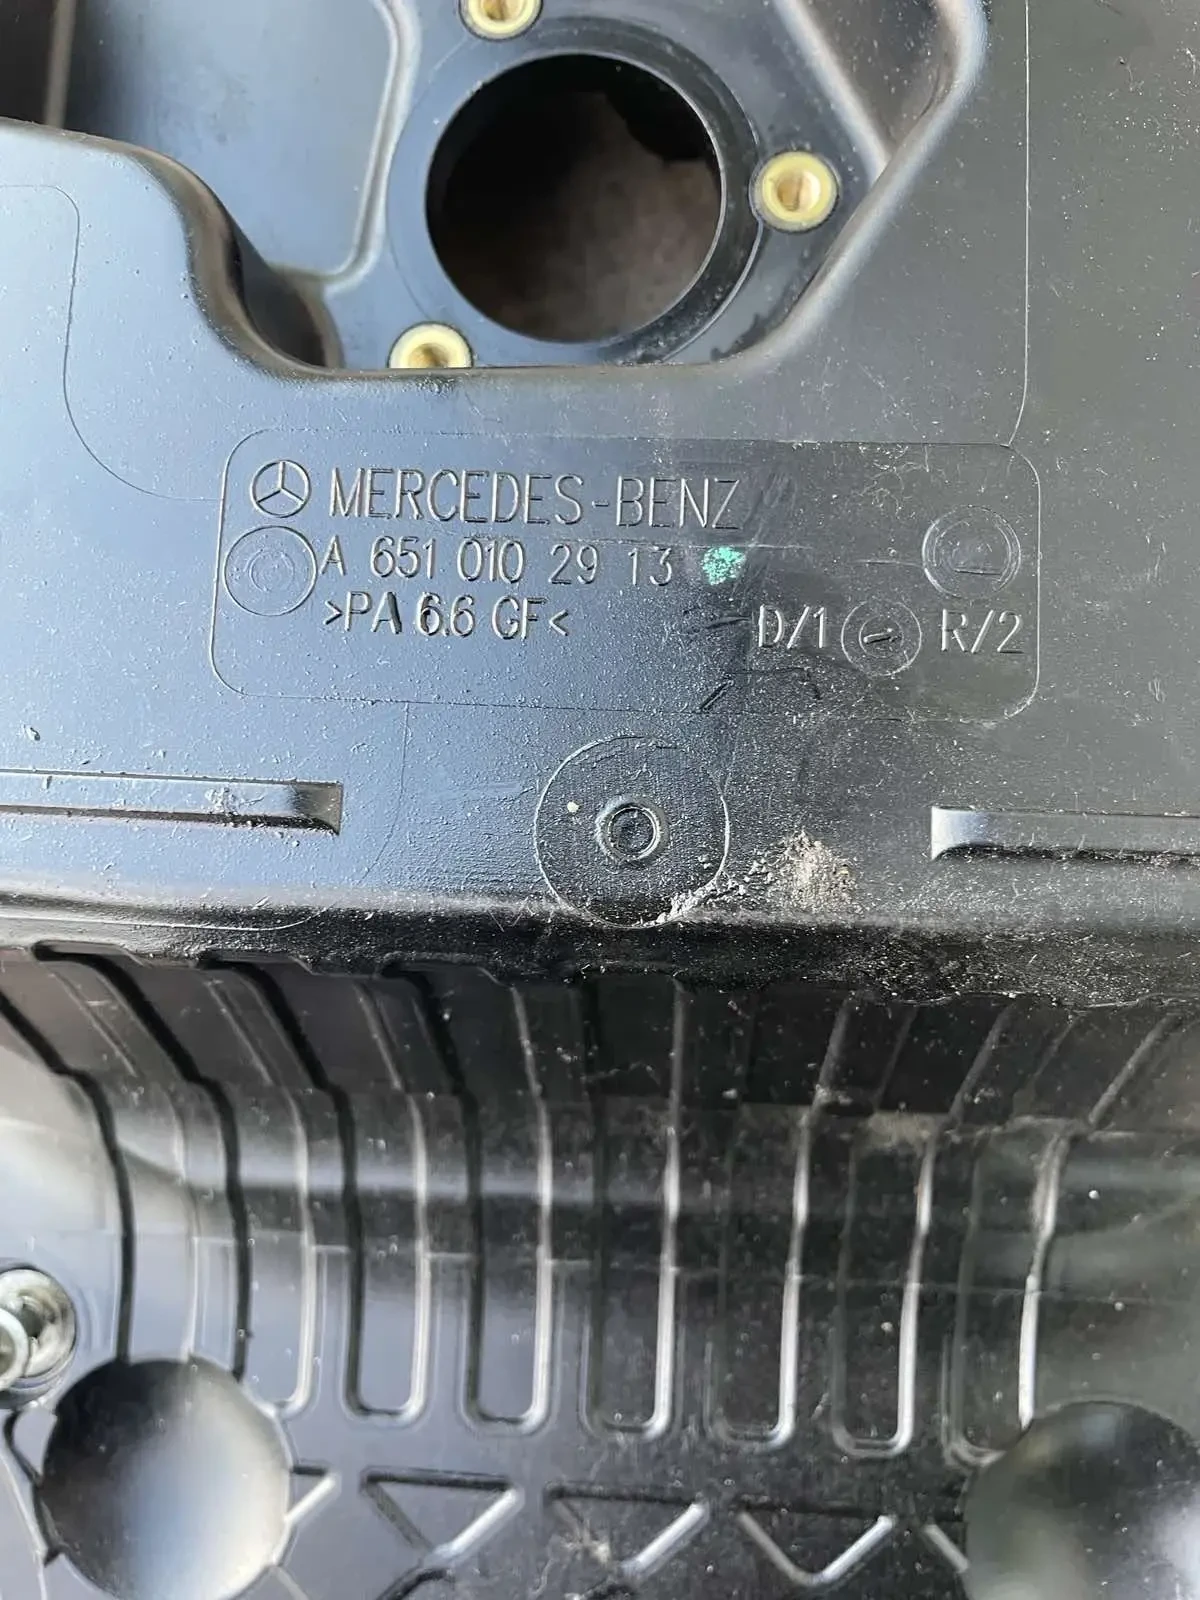 MERCEDES-BENZ
A 651 010 29 13
>PA 6.6 GF< D/1 R/2